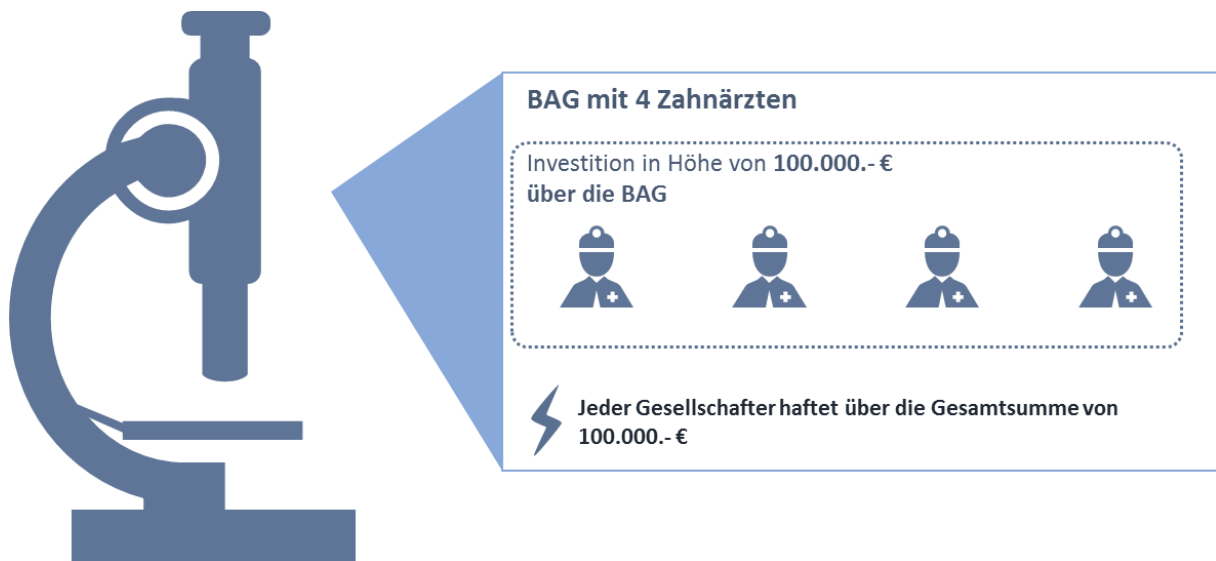 BAG mit 4 Zahnärzten
Investition in Höhe von 100.000.- €
über die BAG
Jeder Gesellschafter haftet über die Gesamtsumme von
100.000.- €